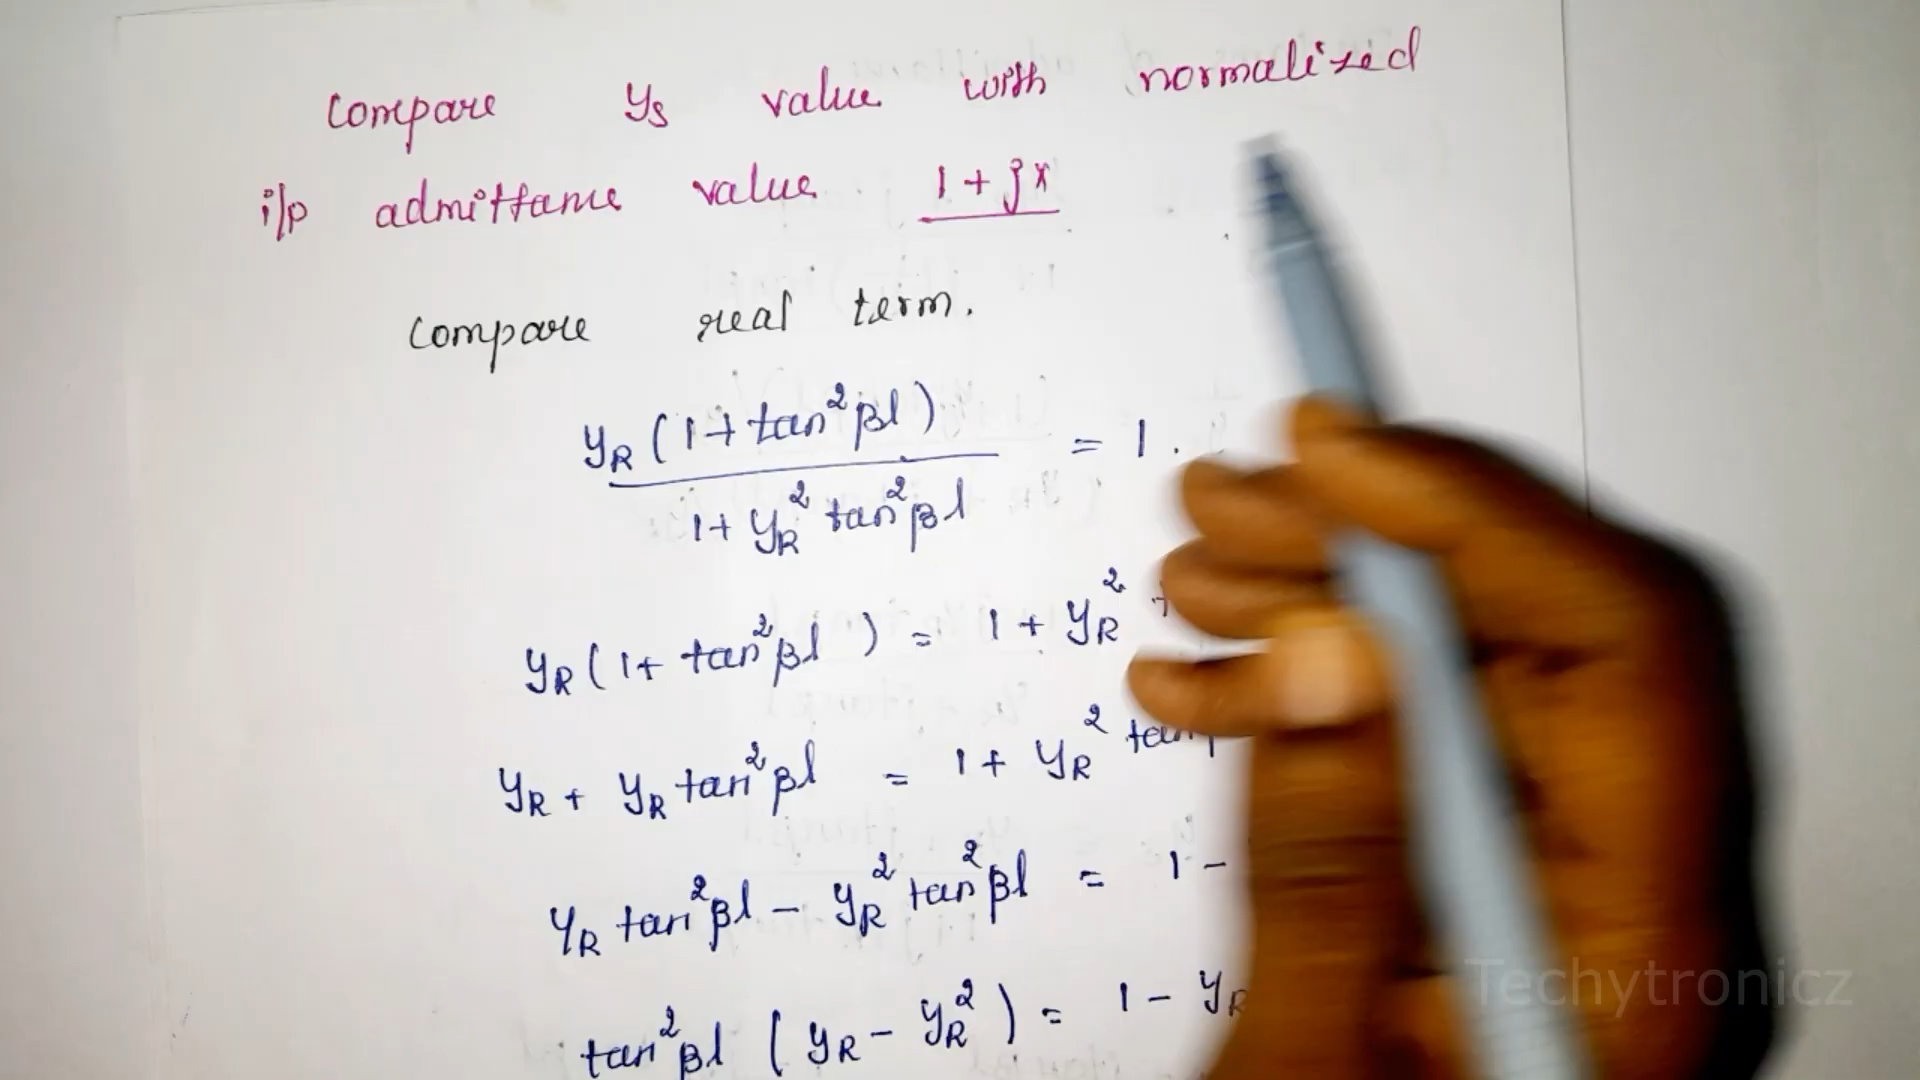 Compare ys value with normalized
i/p admittance value 1 + jx
Compare real term.
yR (1 + tan²βl) / 1 + yR² tan²βl = 1.
yR (1 + tan²βl) = 1 + yR²
yR + yR tan²βl = 1 + yR² tan
yR tan²βl - yR² tan²βl = 1 -
tan²βl (yR - yR²) = 1 - yR
Techytronicz